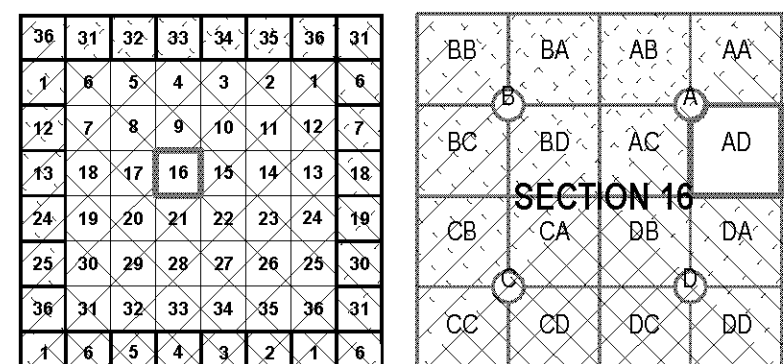 36 31 32 33 34 35 36 31
1 6 5 4 3 2 1 6
12 7 8 9 10 11 12 7
13 18 17 16 15 14 13 18
24 19 20 21 22 23 24 19
25 30 29 28 27 26 25 30
36 31 32 33 34 35 36 31
1 6 5 4 3 2 1 6
BB BA AB AA
B A
BC BD AC AD
SECTION 16
CB CA DB DA
C D
CC CD DC DD